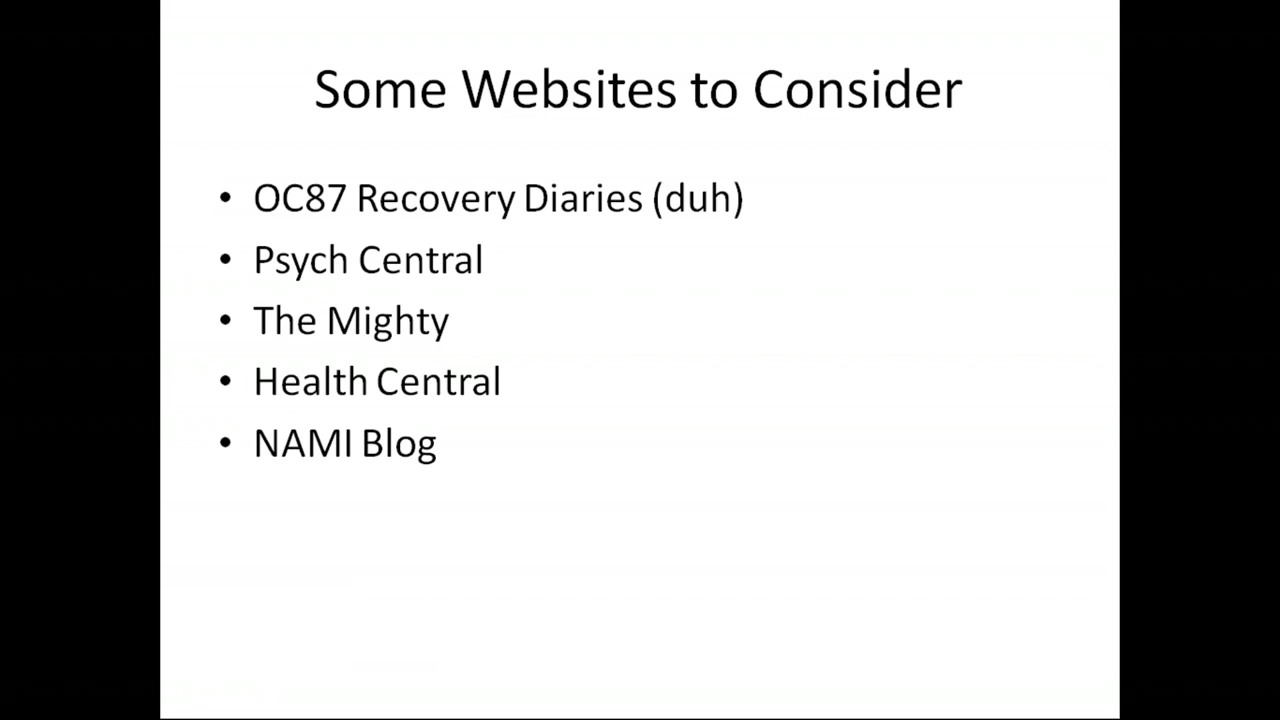 Some Websites to Consider
• OC87 Recovery Diaries (duh)
• Psych Central
• The Mighty
• Health Central
• NAMI Blog